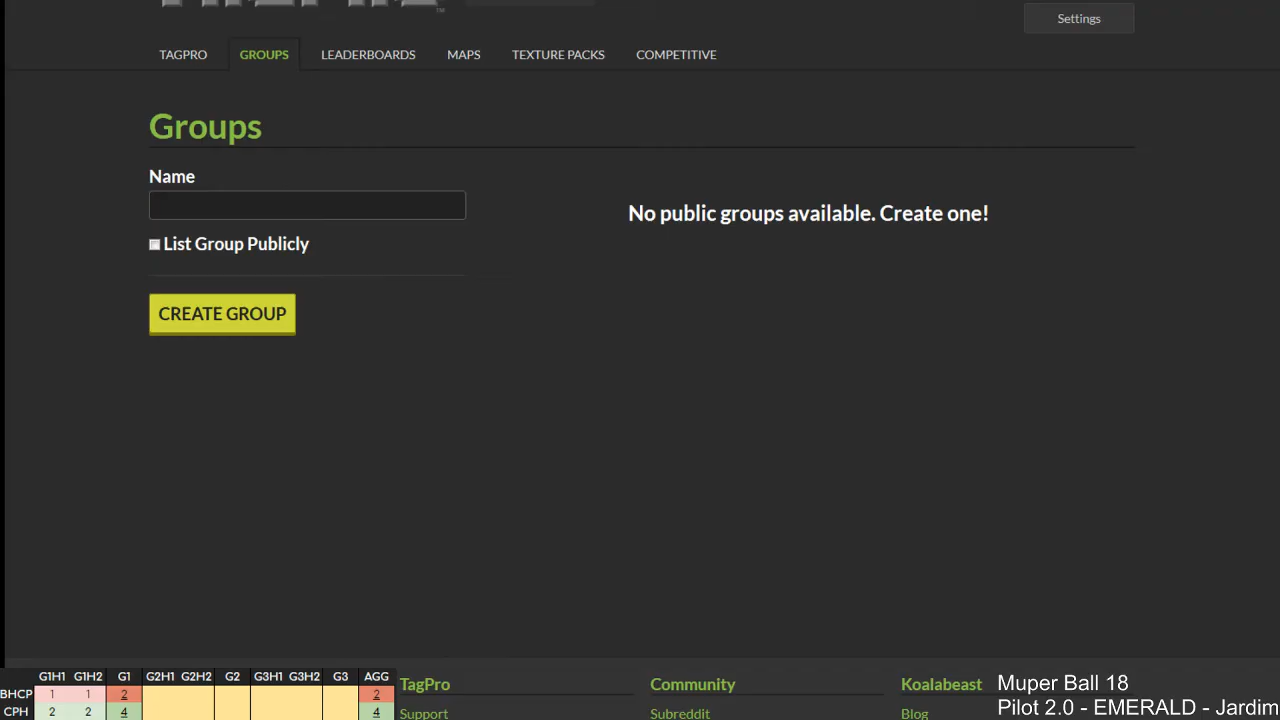 Settings
TAGPRO GROUPS LEADERBOARDS MAPS TEXTURE PACKS COMPETITIVE
Groups
Name
No public groups available. Create one!
List Group Publicly
CREATE GROUP
G1H1 G1H2 G1 G2H1 G2H2 G2 G3H1 G3H2 G3 AGG
BHCP 1 1 2 2
CPH 2 2 4 4
TagPro Community Koalabeast
Support Subreddit Blog
Muper Ball 18
Pilot 2.0 - EMERALD - Jardim